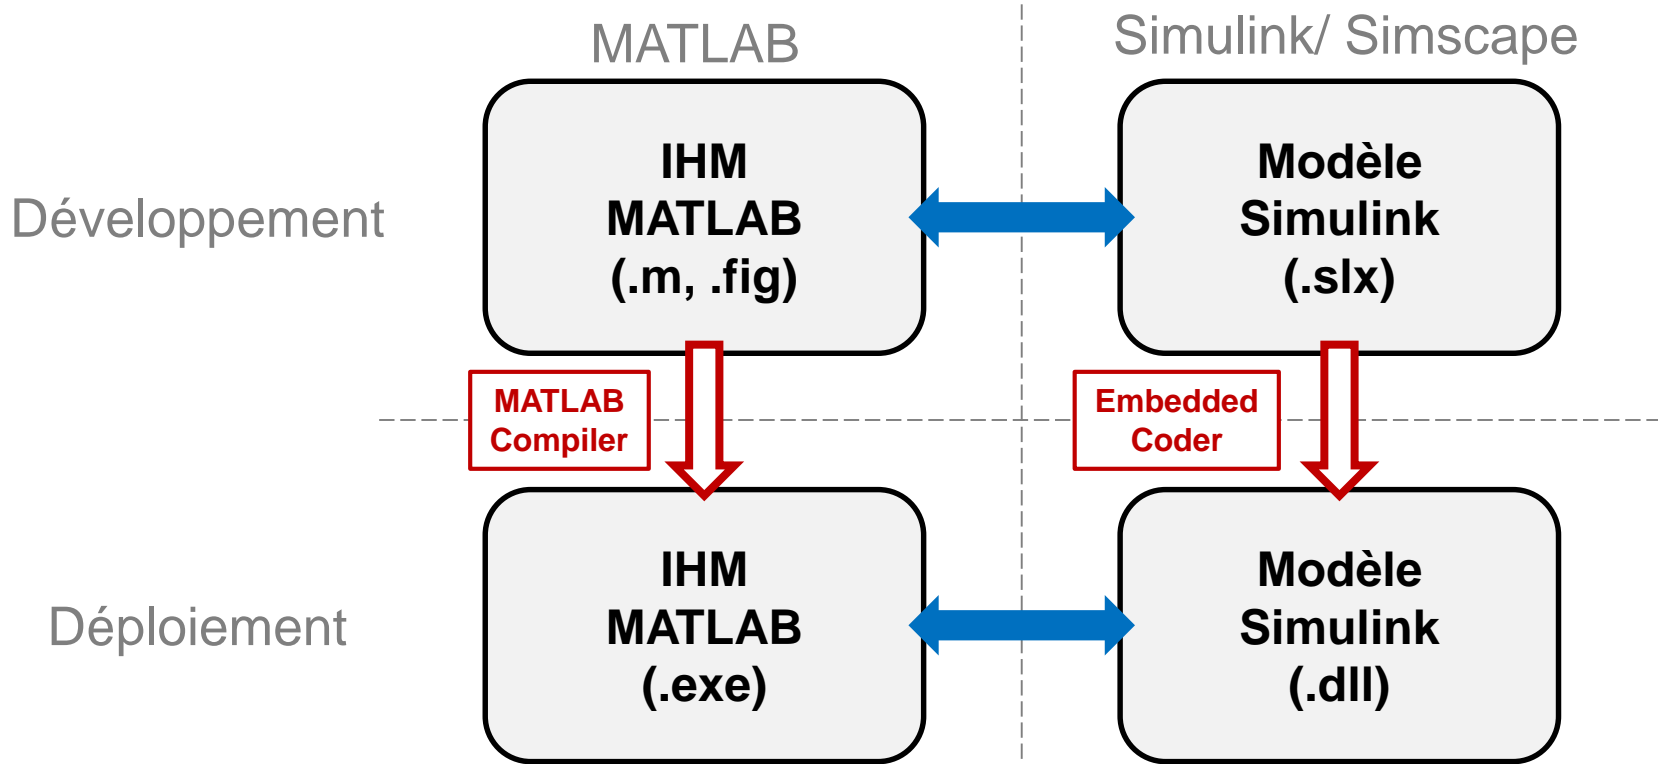 MATLAB
Simulink/ Simscape
Développement
IHM
MATLAB
(.m, .fig)
Modèle
Simulink
(.slx)
MATLAB
Compiler
Embedded
Coder
Déploiement
IHM
MATLAB
(.exe)
Modèle
Simulink
(.dll)